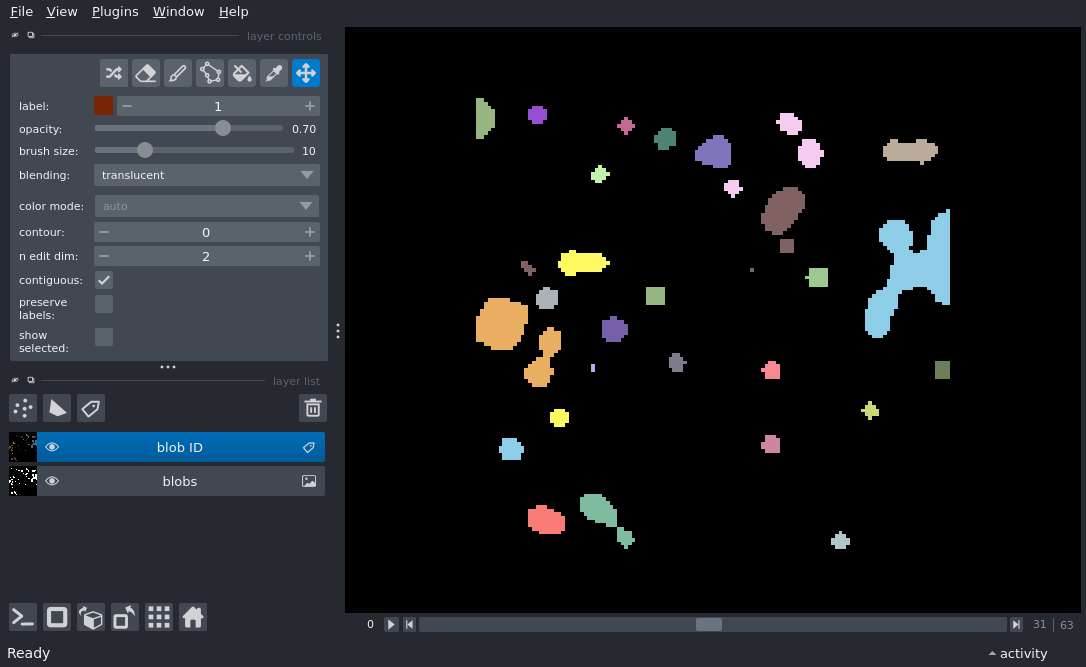 File View Plugins Window Help
layer controls
label: 1
opacity: 0.70
brush size: 10
blending: translucent
color mode: auto
contour: 0
n edit dim: 2
contiguous:
preserve
labels:
show
selected:
layer list
blob ID
blobs
0 31 63
Ready activity